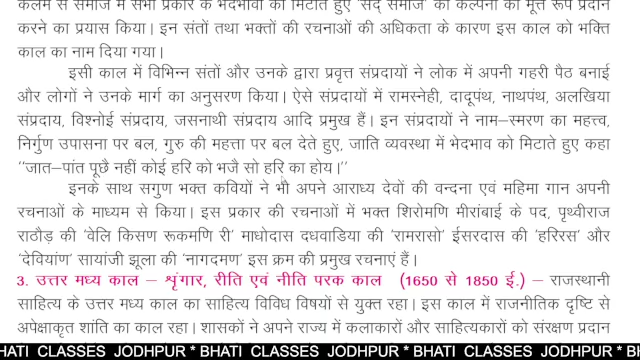 कलम से समाज में सभी प्रकार के भेदभावों को मिटाते हुए 'सद् समाज' की कल्पना को मूर्त्त रूप प्रदान
करने का प्रयास किया। इन संतों तथा भक्तों की रचनाओं की अधिकता के कारण इस काल को भक्ति
काल का नाम दिया गया।
इसी काल में विभिन्न संतों और उनके द्वारा प्रवृत्त संप्रदायों ने लोक में अपनी गहरी पैठ बनाई
और लोगों ने उनके मार्ग का अनुसरण किया। ऐसे संप्रदायों में रामस्नेही, दादूपंथ, नाथपंथ, अलखिया
संप्रदाय, विश्नोई संप्रदाय, जसनाथी संप्रदाय आदि प्रमुख हैं। इन संप्रदायों ने नाम–स्मरण का महत्त्व,
निर्गुण उपासना पर बल, गुरु की महत्ता पर बल देते हुए, जाति व्यवस्था में भेदभाव को मिटाते हुए कहा
''जात–पांत पूछै नहीं कोई हरि को भजै सो हरि का होय।''
इनके साथ सगुण भक्त कवियों ने भी अपने आराध्य देवों की वन्दना एवं महिमा गान अपनी
रचनाओं के माध्यम से किया। इस प्रकार की रचनाओं में भक्त शिरोमणि मीरांबाई के पद, पृथ्वीराज
राठौड़ की 'वेलि किसण रूकमणि री' माधोदास दधवाडिया की 'रामरासो' ईसरदास की 'हरिरस' और
'देवियांण' सायांजी झूला की 'नागदमण' इस क्रम की प्रमुख रचनाएं हैं।
3. उत्तर मध्य काल – श्रृंगार, रीति एवं नीति परक काल (1650 से 1850 ई.) – राजस्थानी
साहित्य के उत्तर मध्य काल का साहित्य विविध विषयों से युक्त रहा। इस काल में राजनीतिक दृष्टि से
अपेक्षाकृत शांति का काल रहा। शासकों ने अपने राज्य में कलाकारों और साहित्यकारों को संरक्षण प्रदान
HATI CLASSES JODHPUR * BHATI CLASSES JODHPUR * BHATI CLASSES JODHPUR * BHATI